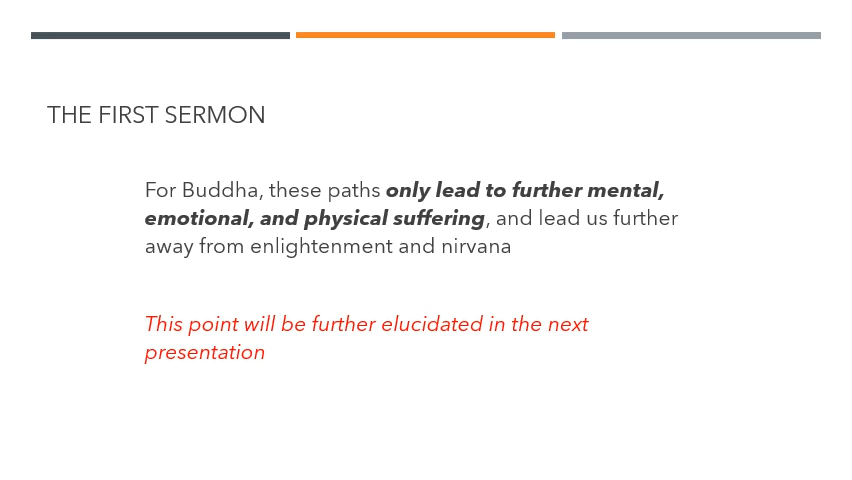 THE FIRST SERMON
For Buddha, these paths only lead to further mental,
emotional, and physical suffering, and lead us further
away from enlightenment and nirvana
This point will be further elucidated in the next
presentation